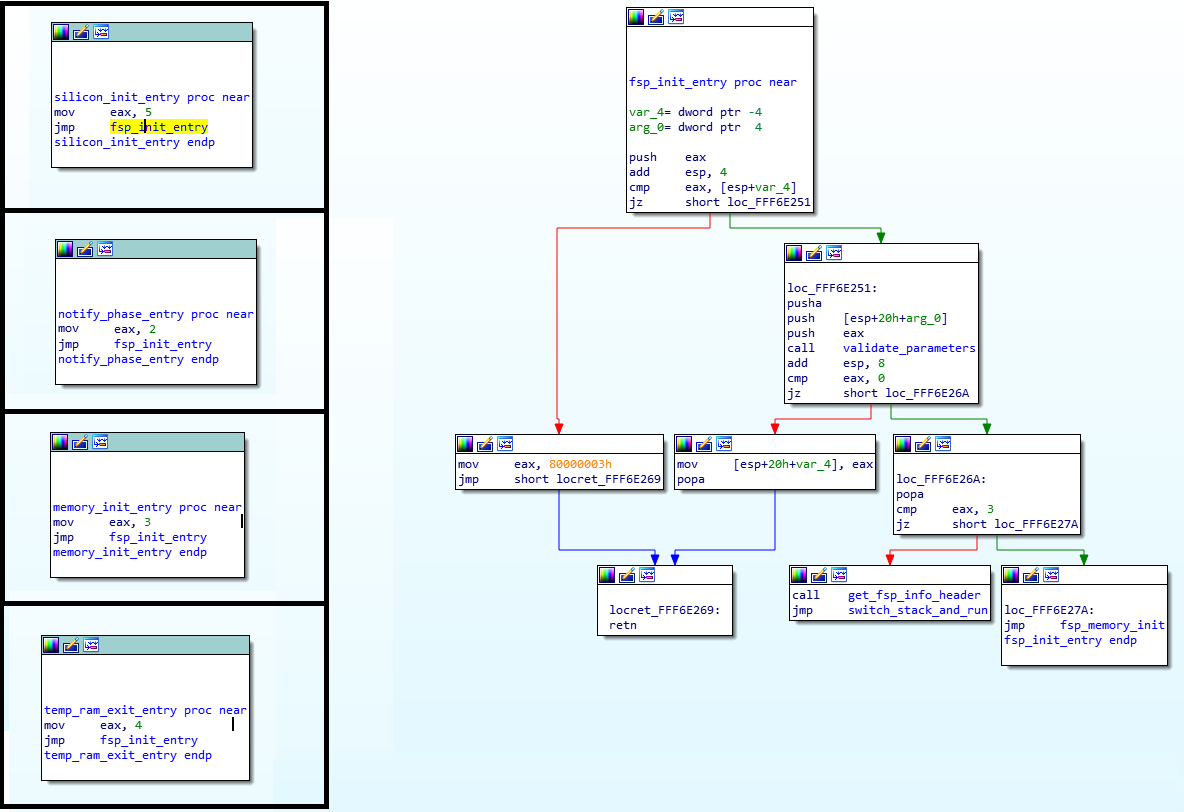 silicon_init_entry proc near
mov eax, 5
jmp fsp_init_entry
silicon_init_entry endp
notify_phase_entry proc near
mov eax, 2
jmp fsp_init_entry
notify_phase_entry endp
memory_init_entry proc near
mov eax, 3
jmp fsp_init_entry
memory_init_entry endp
temp_ram_exit_entry proc near
mov eax, 4
jmp fsp_init_entry
temp_ram_exit_entry endp
fsp_init_entry proc near
var_4= dword ptr -4
arg_0= dword ptr 4
push eax
add esp, 4
cmp eax, [esp+var_4]
jz short loc_FFF6E251
loc_FFF6E251:
pusha
push [esp+20h+arg_0]
push eax
call validate_parameters
add esp, 8
cmp eax, 0
jz short loc_FFF6E26A
mov eax, 80000003h
jmp short locret_FFF6E269
mov [esp+20h+var_4], eax
popa
loc_FFF6E26A:
popa
cmp eax, 3
jz short loc_FFF6E27A
locret_FFF6E269:
retn
call get_fsp_info_header
jmp switch_stack_and_run
loc_FFF6E27A:
jmp fsp_memory_init
fsp_init_entry endp